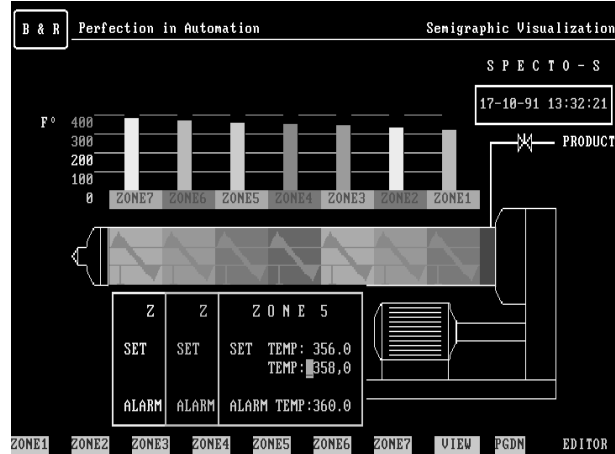 B & R Perfection in Automation Semigraphic Visualization
S P E C T O - S
17-10-91 13:32:21
F° 400
300
200
100
0
PRODUCT
ZONE7 ZONE6 ZONE5 ZONE4 ZONE3 ZONE2 ZONE1
Z Z Z O N E 5
SET SET SET TEMP: 356.0
TEMP: 358,0
ALARM ALARM ALARM TEMP:360.0
ZONE1 ZONE2 ZONE3 ZONE4 ZONE5 ZONE6 ZONE7 VIEW PGDN EDITOR